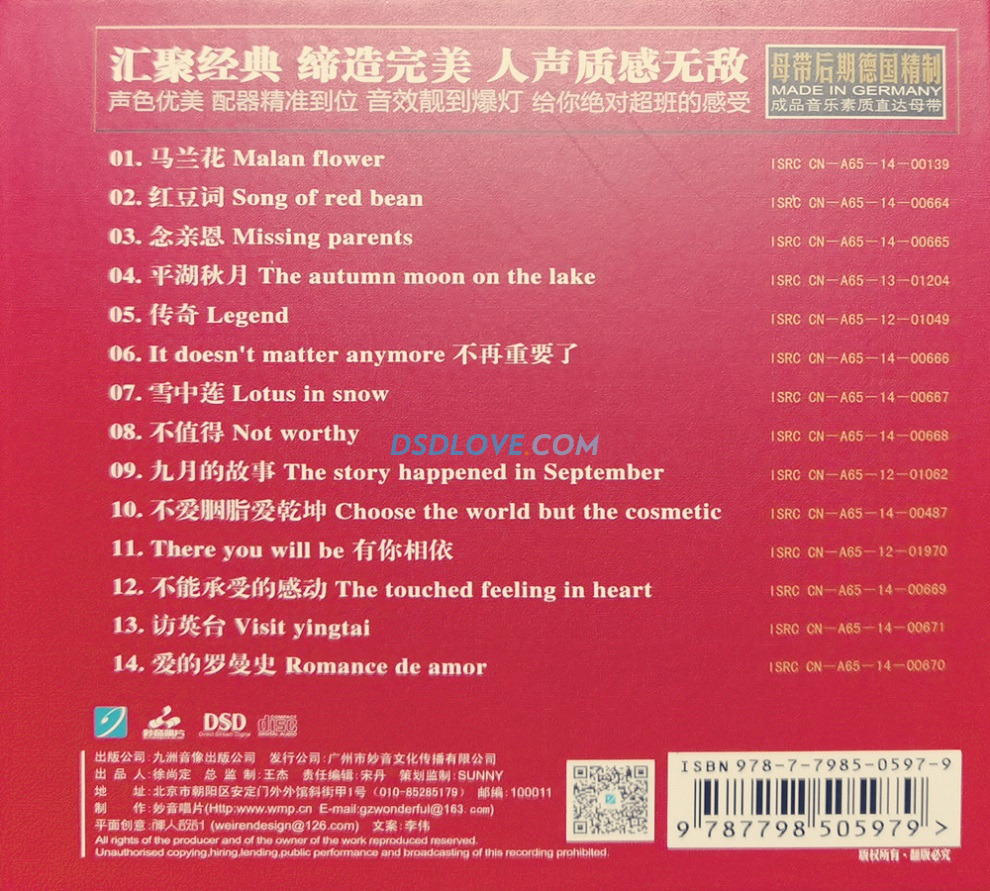 汇聚经典 缔造完美 人声质感无敌
声色优美 配器精准到位 音效靓到爆灯 给你绝对超班的感受
母带后期德国精制
MADE IN GERMANY
成品音乐素质直达母带
01. 马兰花 Malan flower ISRC CN-A65-14-00139
02. 红豆词 Song of red bean ISRC CN-A65-14-00664
03. 念亲恩 Missing parents ISRC CN-A65-14-00665
04. 平湖秋月 The autumn moon on the lake ISRC CN-A65-13-01204
05. 传奇 Legend ISRC CN-A65-12-01049
06. It doesn't matter anymore 不再重要了 ISRC CN-A65-14-00666
07. 雪中莲 Lotus in snow ISRC CN-A65-14-00667
08. 不值得 Not worthy ISRC CN-A65-14-00668
DSDLOVE.COM
09. 九月的故事 The story happened in September ISRC CN-A65-12-01062
10. 不爱胭脂爱乾坤 Choose the world but the cosmetic ISRC CN-A65-14-00487
11. There you will be 有你相依 ISRC CN-A65-12-01970
12. 不能承受的感动 The touched feeling in heart ISRC CN-A65-14-00669
13. 访英台 Visit yingtai ISRC CN-A65-14-00671
14. 爱的罗曼史 Romance de amor ISRC CN-A65-14-00670
妙音唱片
DSD
Direct Stream Digital
COMPACT
disc
DIGITAL AUDIO
出版公司:九洲音像出版公司 发行公司:广州市妙音文化传播有限公司
出 品 人:徐尚定 总 监 制:王杰 责任编辑:宋丹 策划监制:SUNNY
地 址:北京市朝阳区安定门外外馆斜街甲1号 (010-85285179) 邮编:100011
制 作:妙音唱片(Http:www.wmp.cn E-mail:gzwonderful@163. com)
平面创意: (weirendesign@126.com) 文案:李伟
All rights of the producer and of the owner of the work reproduced reserved.
Unauthorised copying,hiring,lending,public performance and broadcasting of this recording prohibited.
ISBN 978-7-7985-0597-9
9 787798 505979 >
版权所有·翻版必究